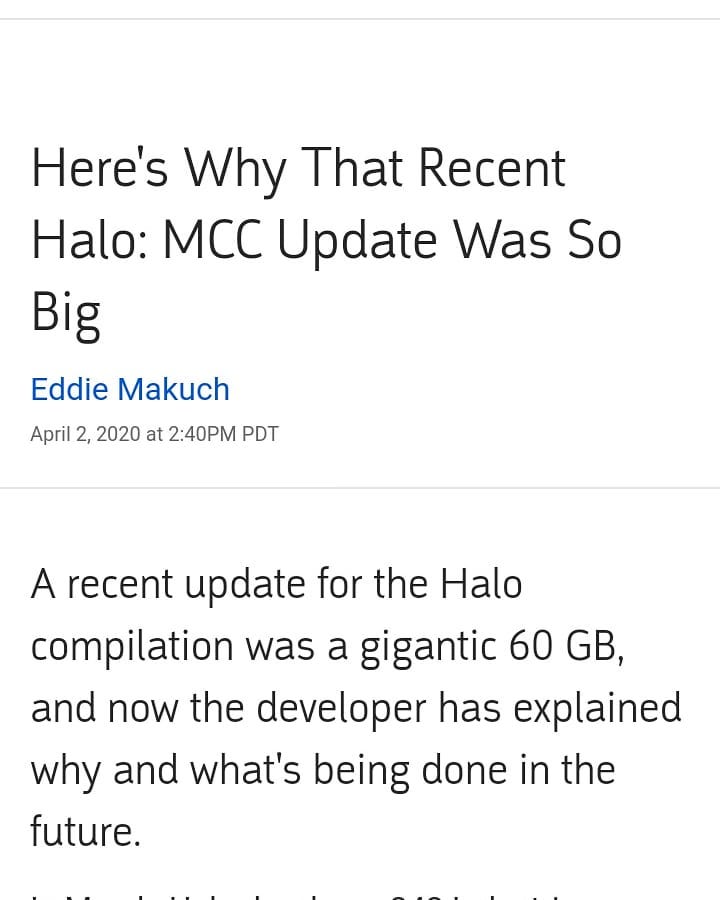 Here's Why That Recent
Halo: MCC Update Was So
Big
Eddie Makuch
April 2, 2020 at 2:40PM PDT
A recent update for the Halo
compilation was a gigantic 60 GB,
and now the developer has explained
why and what's being done in the
future.